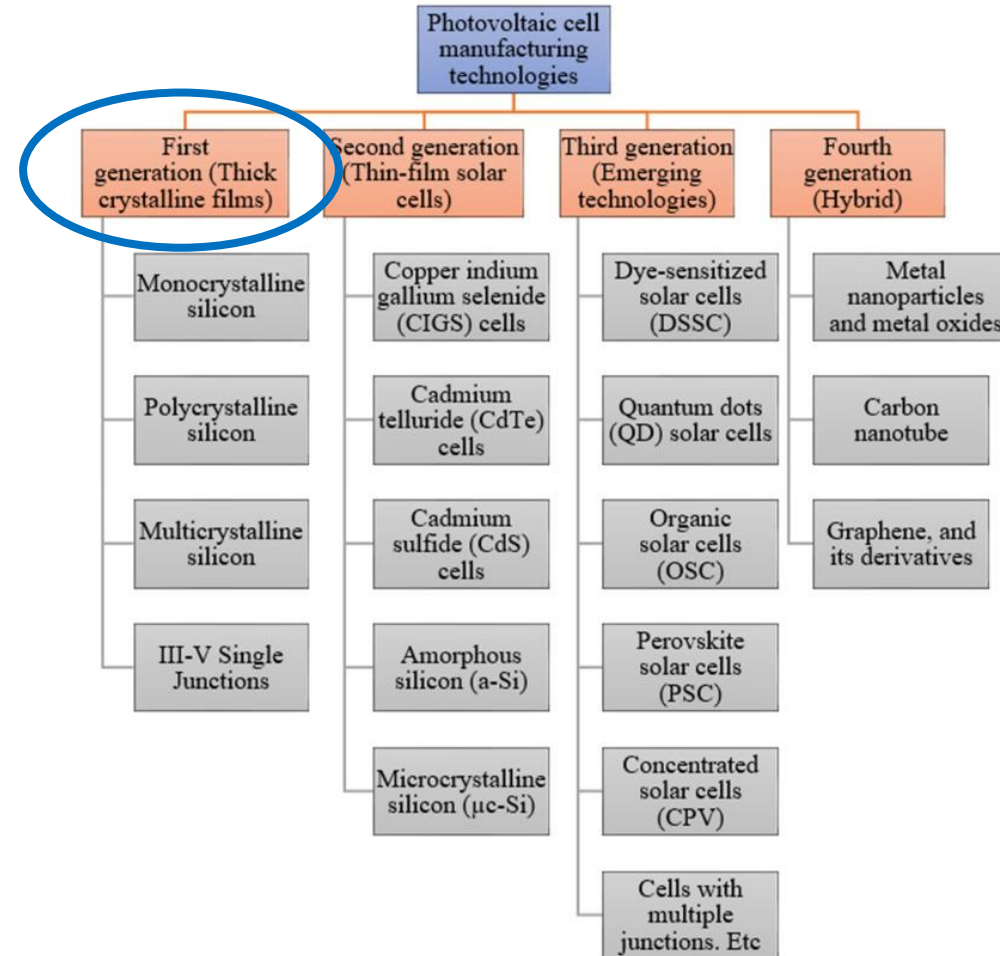 Photovoltaic cell
manufacturing
technologies
First
generation (Thick
crystalline films)
Second generation
(Thin-film solar
cells)
Third generation
(Emerging
technologies)
Fourth
generation
(Hybrid)
Monocrystalline
silicon
Polycrystalline
silicon
Multicrystalline
silicon
III-V Single
Junctions
Copper indium
gallium selenide
(CIGS) cells
Cadmium
telluride (CdTe)
cells
Cadmium
sulfide (CdS)
cells
Amorphous
silicon (a-Si)
Microcrystalline
silicon (µc-Si)
Dye-sensitized
solar cells
(DSSC)
Quantum dots
(QD) solar cells
Organic
solar cells
(OSC)
Perovskite
solar cells
(PSC)
Concentrated
solar cells
(CPV)
Cells with
multiple
junctions. Etc
Metal
nanoparticles
and metal oxides
Carbon
nanotube
Graphene, and
its derivatives